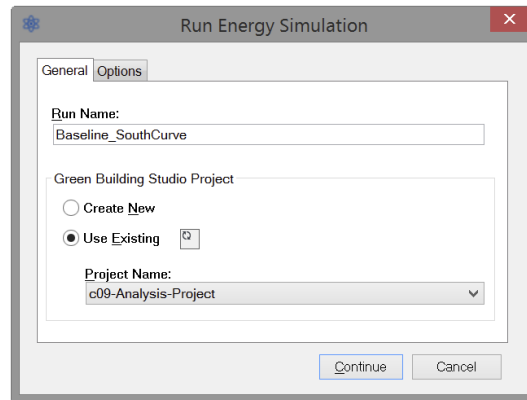 Run Energy Simulation
General Options
Run Name:
Baseline_SouthCurve
Green Building Studio Project
Create New
Use Existing
Project Name:
c09-Analysis-Project
Continue Cancel